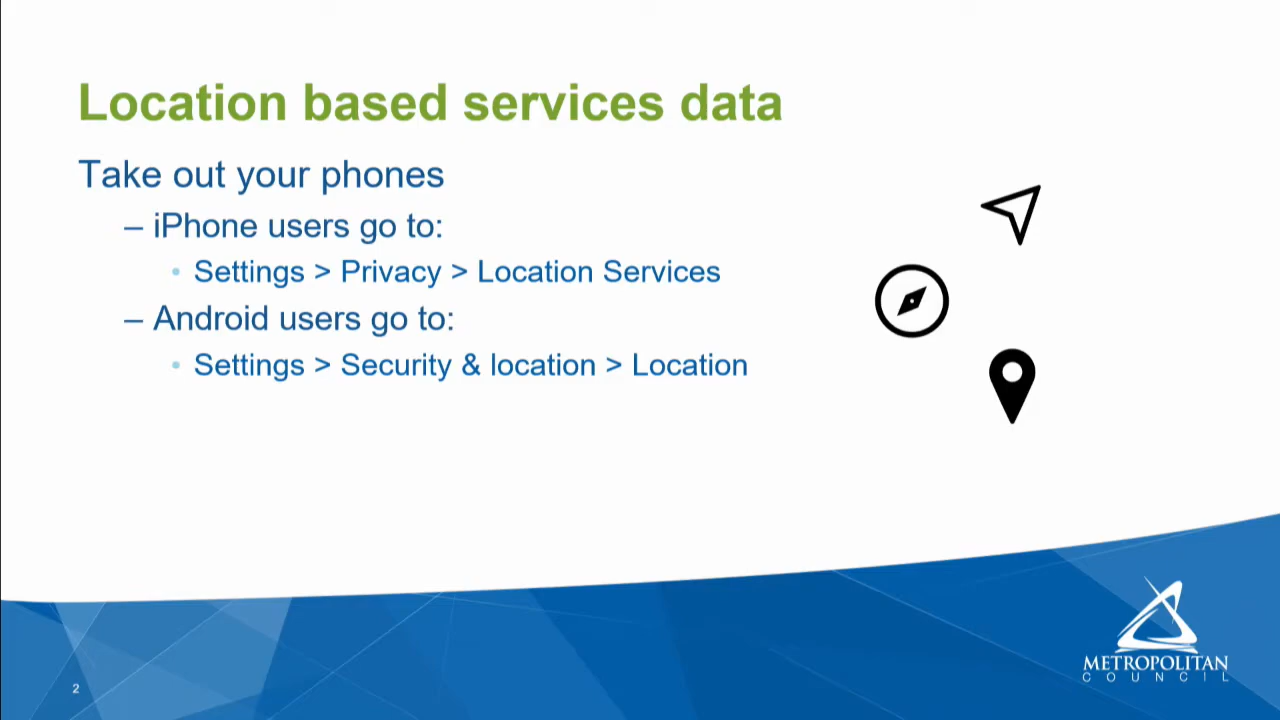 Location based services data
Take out your phones
– iPhone users go to:
• Settings > Privacy > Location Services
– Android users go to:
• Settings > Security & location > Location
METROPOLITAN
COUNCIL
2